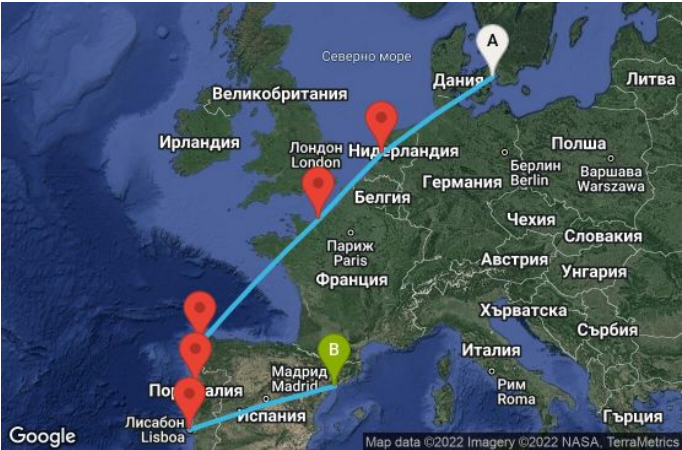 A
Северно море
Дания
Литва
Великобритания
Ирландия
Лондон
London
Нидерландия
Полша
Берлин
Berlin
Варшава
Warszawa
Германия
Белгия
Чехия
Словакия
Париж
Paris
Австрия
Унгария
Франция
Хърватска
Сърбия
B
Италия
Мадрид
Madrid
Рим
Roma
Португалия
Испания
Лисабон
Lisboa
Гърция
Google
Map data ©2022 Imagery ©2022 NASA, TerraMetrics